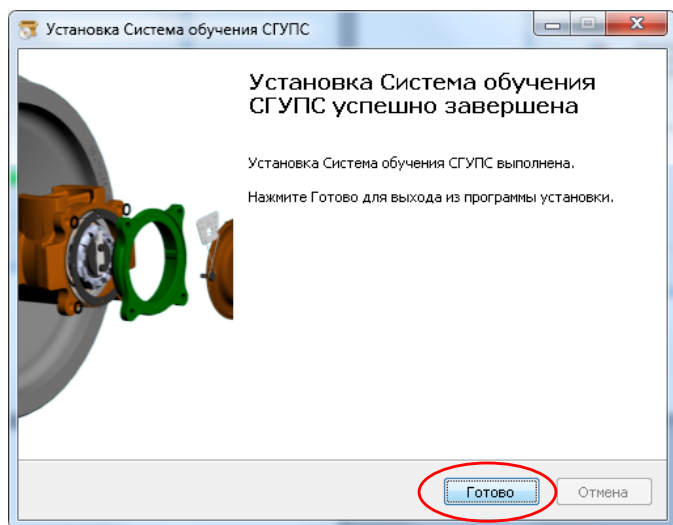 Установка Система обучения СГУПС
Установка Система обучения
СГУПС успешно завершена
Установка Система обучения СГУПС выполнена.
Нажмите Готово для выхода из программы установки.
Готово
Отмена